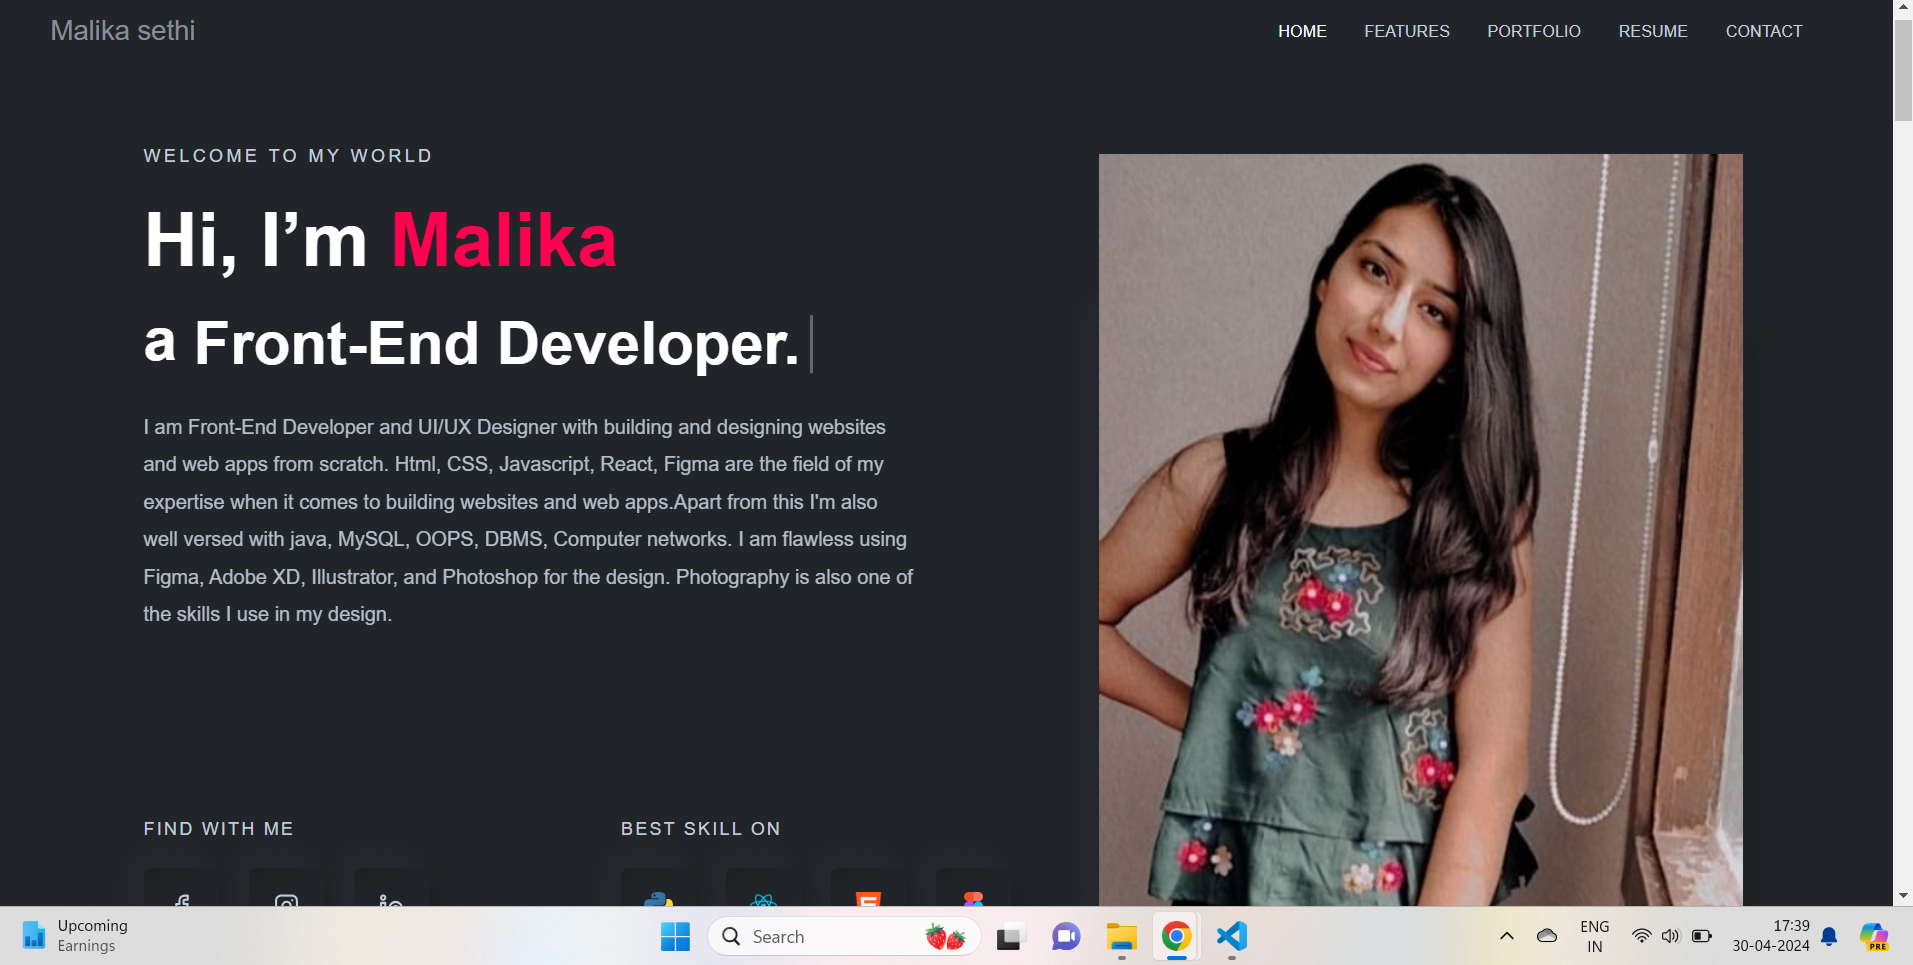 Malika sethi
HOME FEATURES PORTFOLIO RESUME CONTACT
WELCOME TO MY WORLD
Hi, I’m Malika
a Front-End Developer.
I am Front-End Developer and UI/UX Designer with building and designing websites
and web apps from scratch. Html, CSS, Javascript, React, Figma are the field of my
expertise when it comes to building websites and web apps.Apart from this I'm also
well versed with java, MySQL, OOPS, DBMS, Computer networks. I am flawless using
Figma, Adobe XD, Illustrator, and Photoshop for the design. Photography is also one of
the skills I use in my design.
FIND WITH ME
BEST SKILL ON
Upcoming
Earnings
Search
ENG
IN
17:39
30-04-2024
PRE